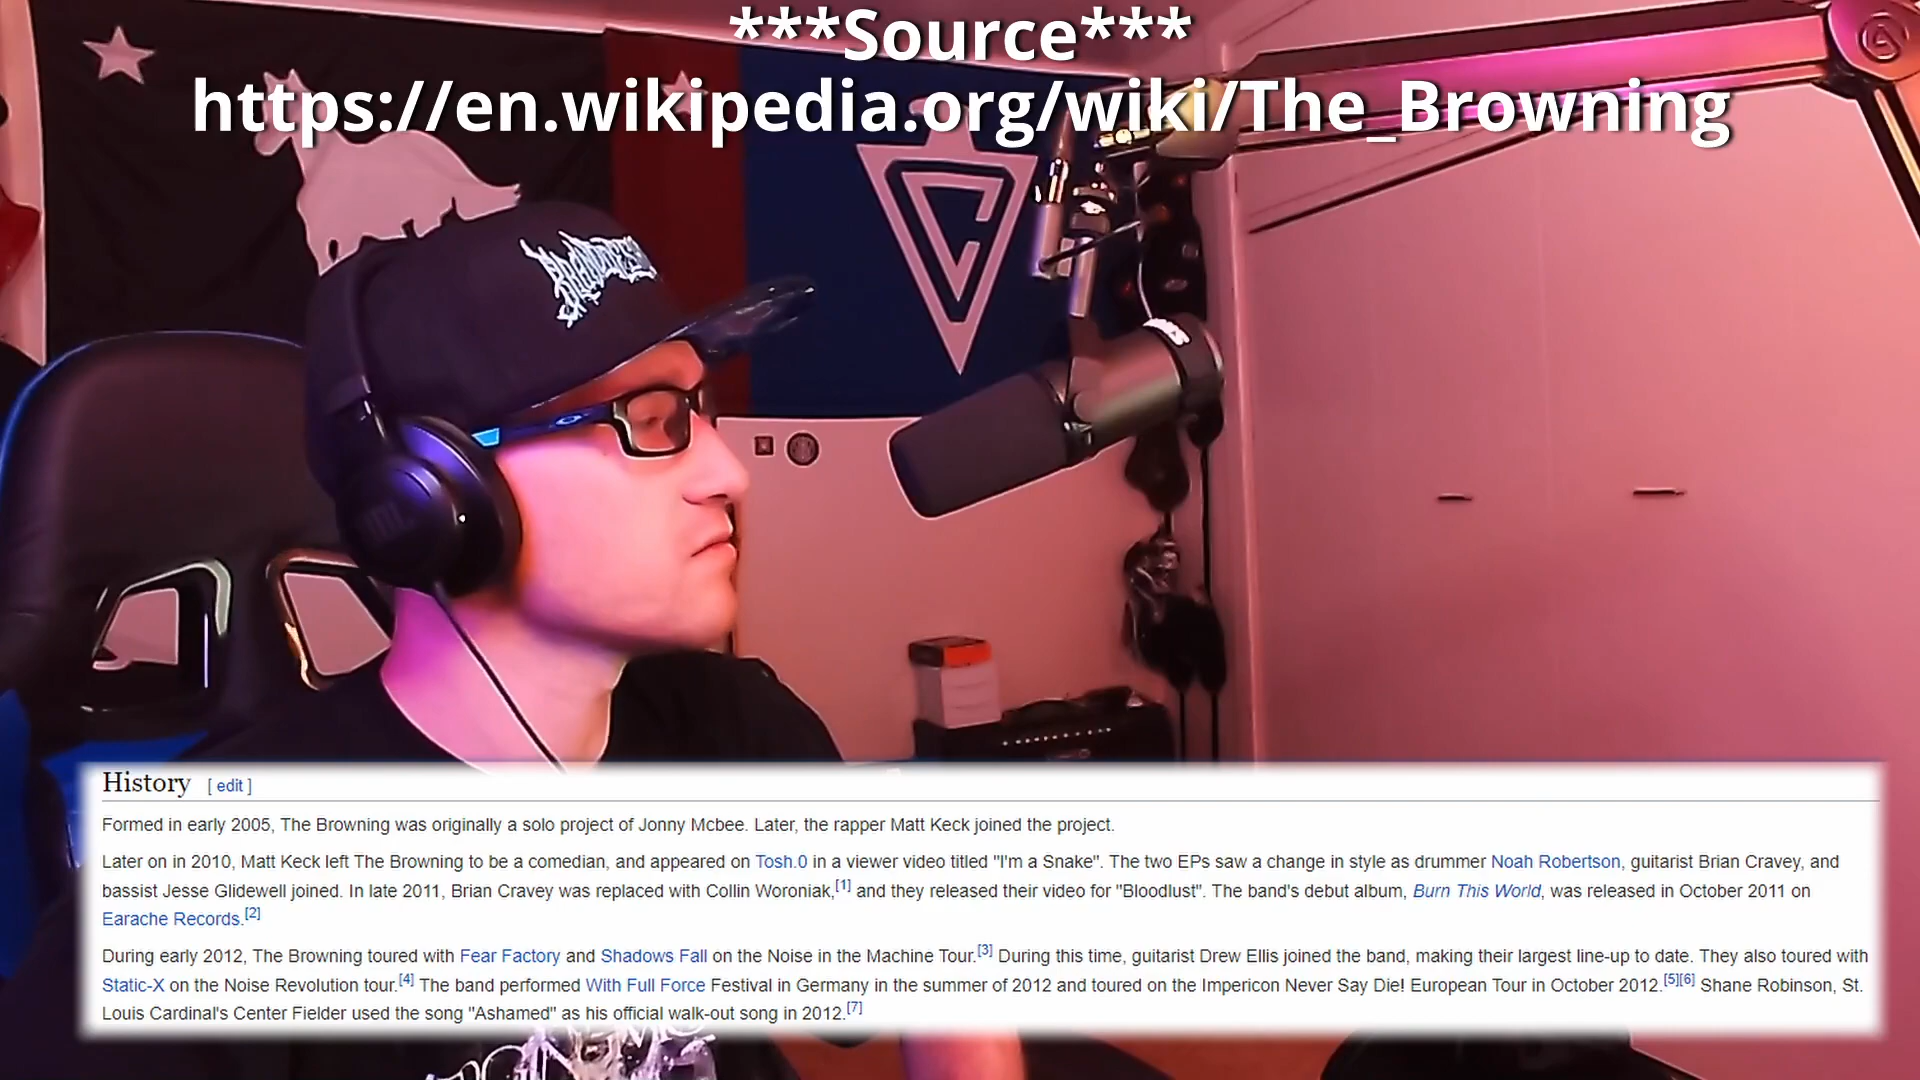 ***Source***
https://en.wikipedia.org/wiki/The_Browning
C
JBL
History [ edit ]
Formed in early 2005, The Browning was originally a solo project of Jonny Mcbee. Later, the rapper Matt Keck joined the project.
Later on in 2010, Matt Keck left The Browning to be a comedian, and appeared on Tosh.0 in a viewer video titled "I'm a Snake". The two EPs saw a change in style as drummer Noah Robertson, guitarist Brian Cravey, and
bassist Jesse Glidewell joined. In late 2011, Brian Cravey was replaced with Collin Woroniak,[1] and they released their video for "Bloodlust". The band's debut album, Burn This World, was released in October 2011 on
Earache Records.[2]
During early 2012, The Browning toured with Fear Factory and Shadows Fall on the Noise in the Machine Tour.[3] During this time, guitarist Drew Ellis joined the band, making their largest line-up to date. They also toured with
Static-X on the Noise Revolution tour.[4] The band performed With Full Force Festival in Germany in the summer of 2012 and toured on the Impericon Never Say Die! European Tour in October 2012.[5][6] Shane Robinson, St.
Louis Cardinal's Center Fielder used the song "Ashamed" as his official walk-out song in 2012.[7]